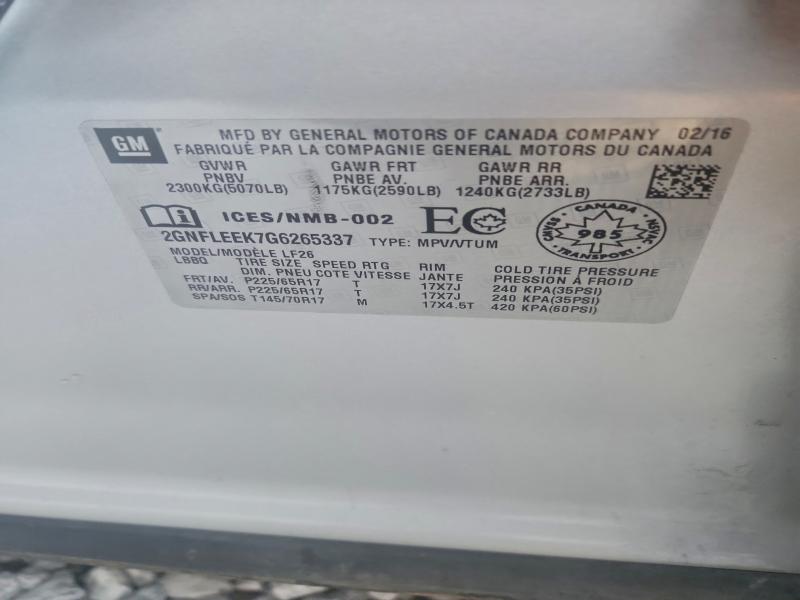 GM
MFD BY GENERAL MOTORS OF CANADA COMPANY 02/16
FABRIQUÉ PAR LA COMPAGNIE GENERAL MOTORS DU CANADA
GVWR GAWR FRT GAWR RR
PNBV PNBE AV. PNBE ARR.
2300KG(5070LB) 1175KG(2590LB) 1240KG(2733LB)
i ICES/NMB-002 EC
CANADA
985
TRANSPORT
CMVSS
NSVAC
2GNFLEEK7G6265337 TYPE: MPV/VTUM
MODEL/MODÈLE LF26
LBBQ TIRE SIZE SPEED RTG RIM COLD TIRE PRESSURE
DIM. PNEU COTE VITESSE JANTE PRESSION À FROID
FRT/AV. P225/65R17 T 17X7J 240 KPA(35PSI)
RR/ARR. P225/65R17 T 17X7J 240 KPA(35PSI)
SPA/SOS T145/70R17 M 17X4.5T 420 KPA(60PSI)